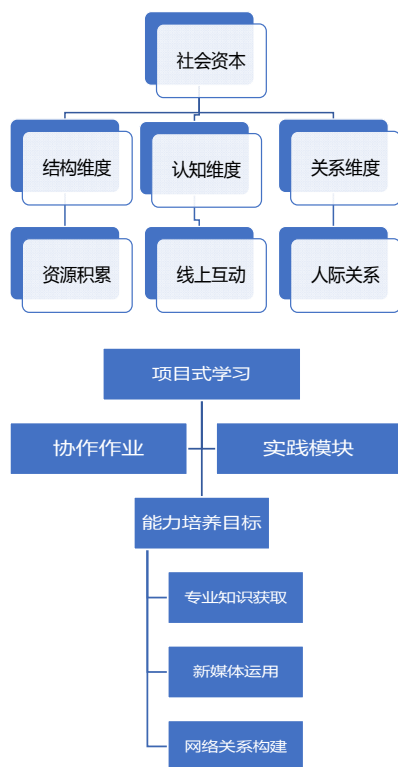 社会资本
结构维度
认知维度
关系维度
资源积累
线上互动
人际关系
项目式学习
协作作业
实践模块
能力培养目标
专业知识获取
新媒体运用
网络关系构建